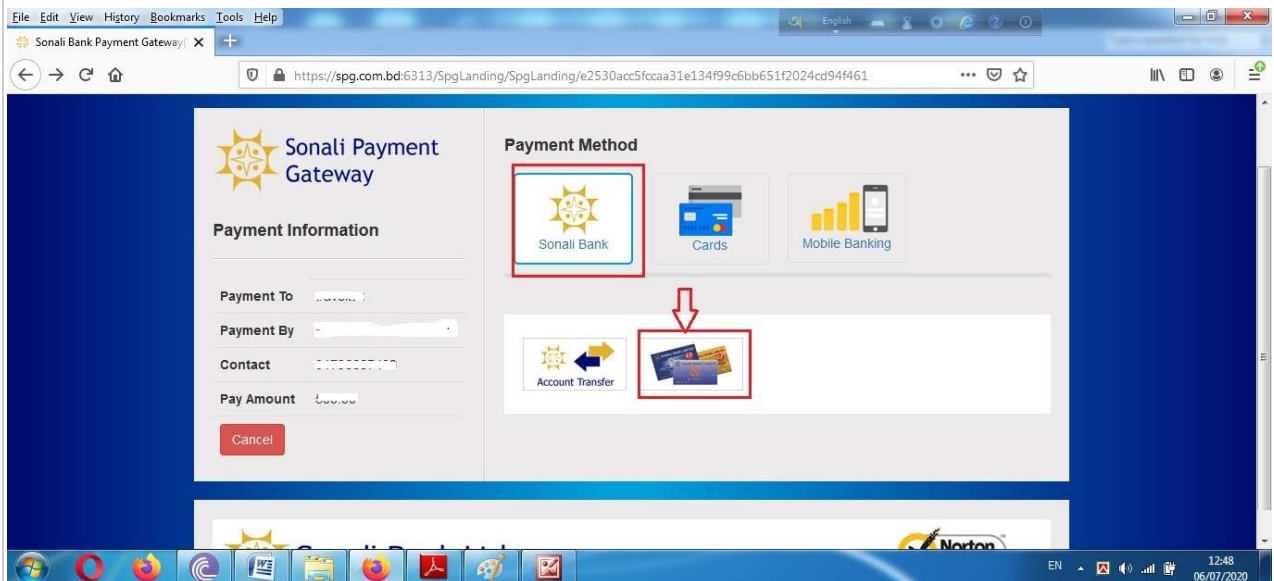 File Edit View History Bookmarks Tools Help
English
Sonali Bank Payment Gateway(
https://spg.com.bd:6313/SpgLanding/SpgLanding/e2530acc5fccaa31e134f99c6bb651f2024cd94f461
Sonali Payment
Gateway
Payment Information
Payment To
Payment By
Contact
Pay Amount
Cancel
Payment Method
Sonali Bank
Cards
Mobile Banking
Account Transfer
Norton
EN
12:48
06/07/2020